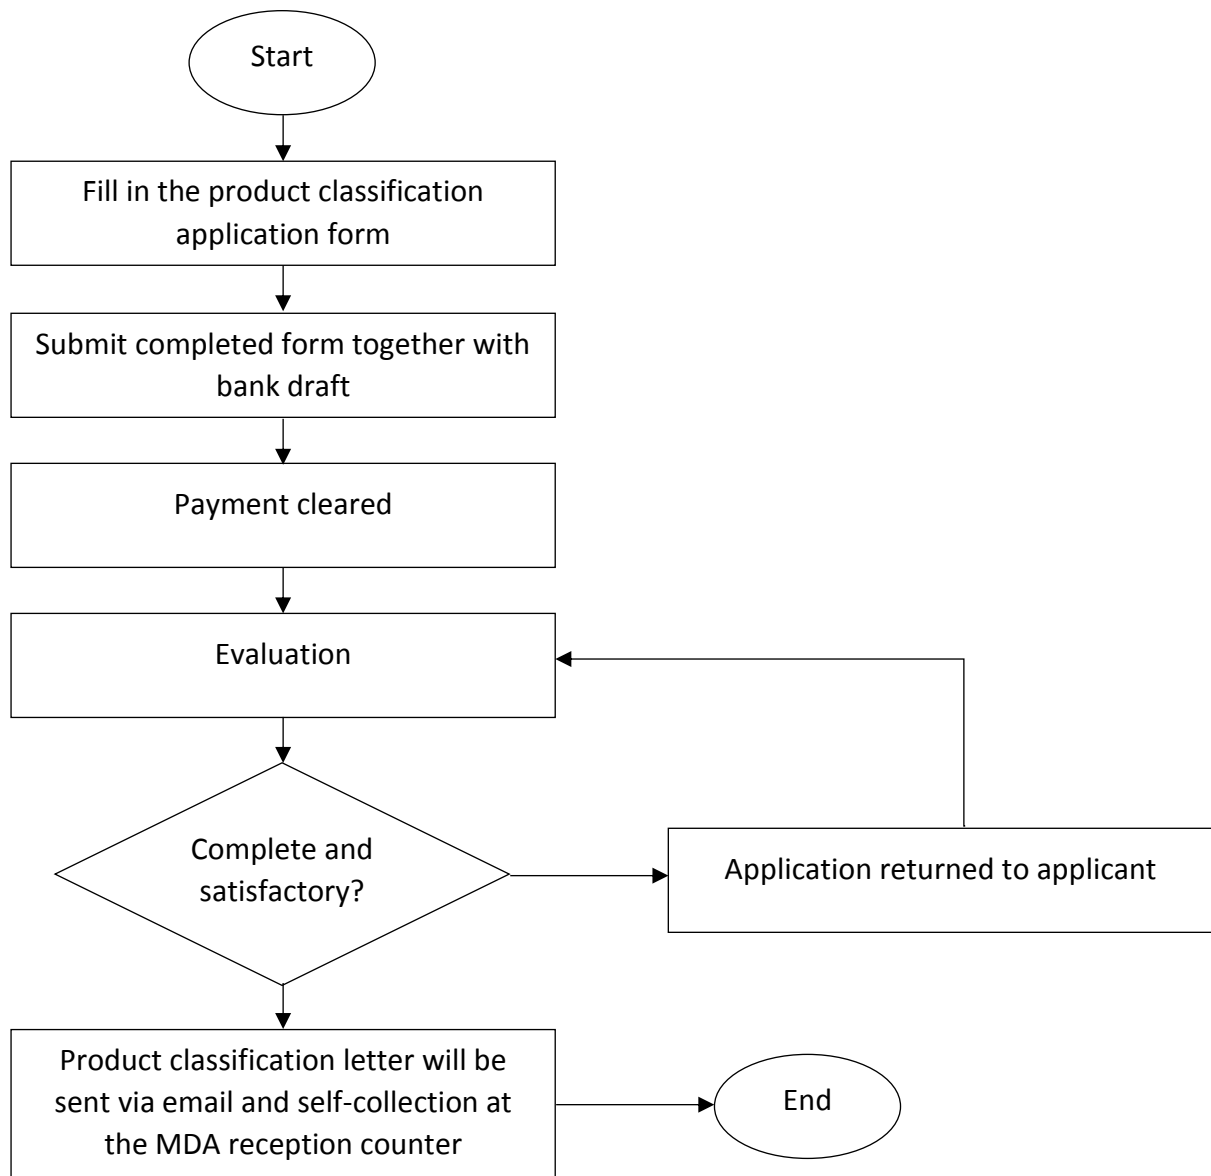 Start
Fill in the product classification
application form
Submit completed form together with
bank draft
Payment cleared
Evaluation
Complete and
satisfactory?
Application returned to applicant
Product classification letter will be
sent via email and self-collection at
the MDA reception counter
End